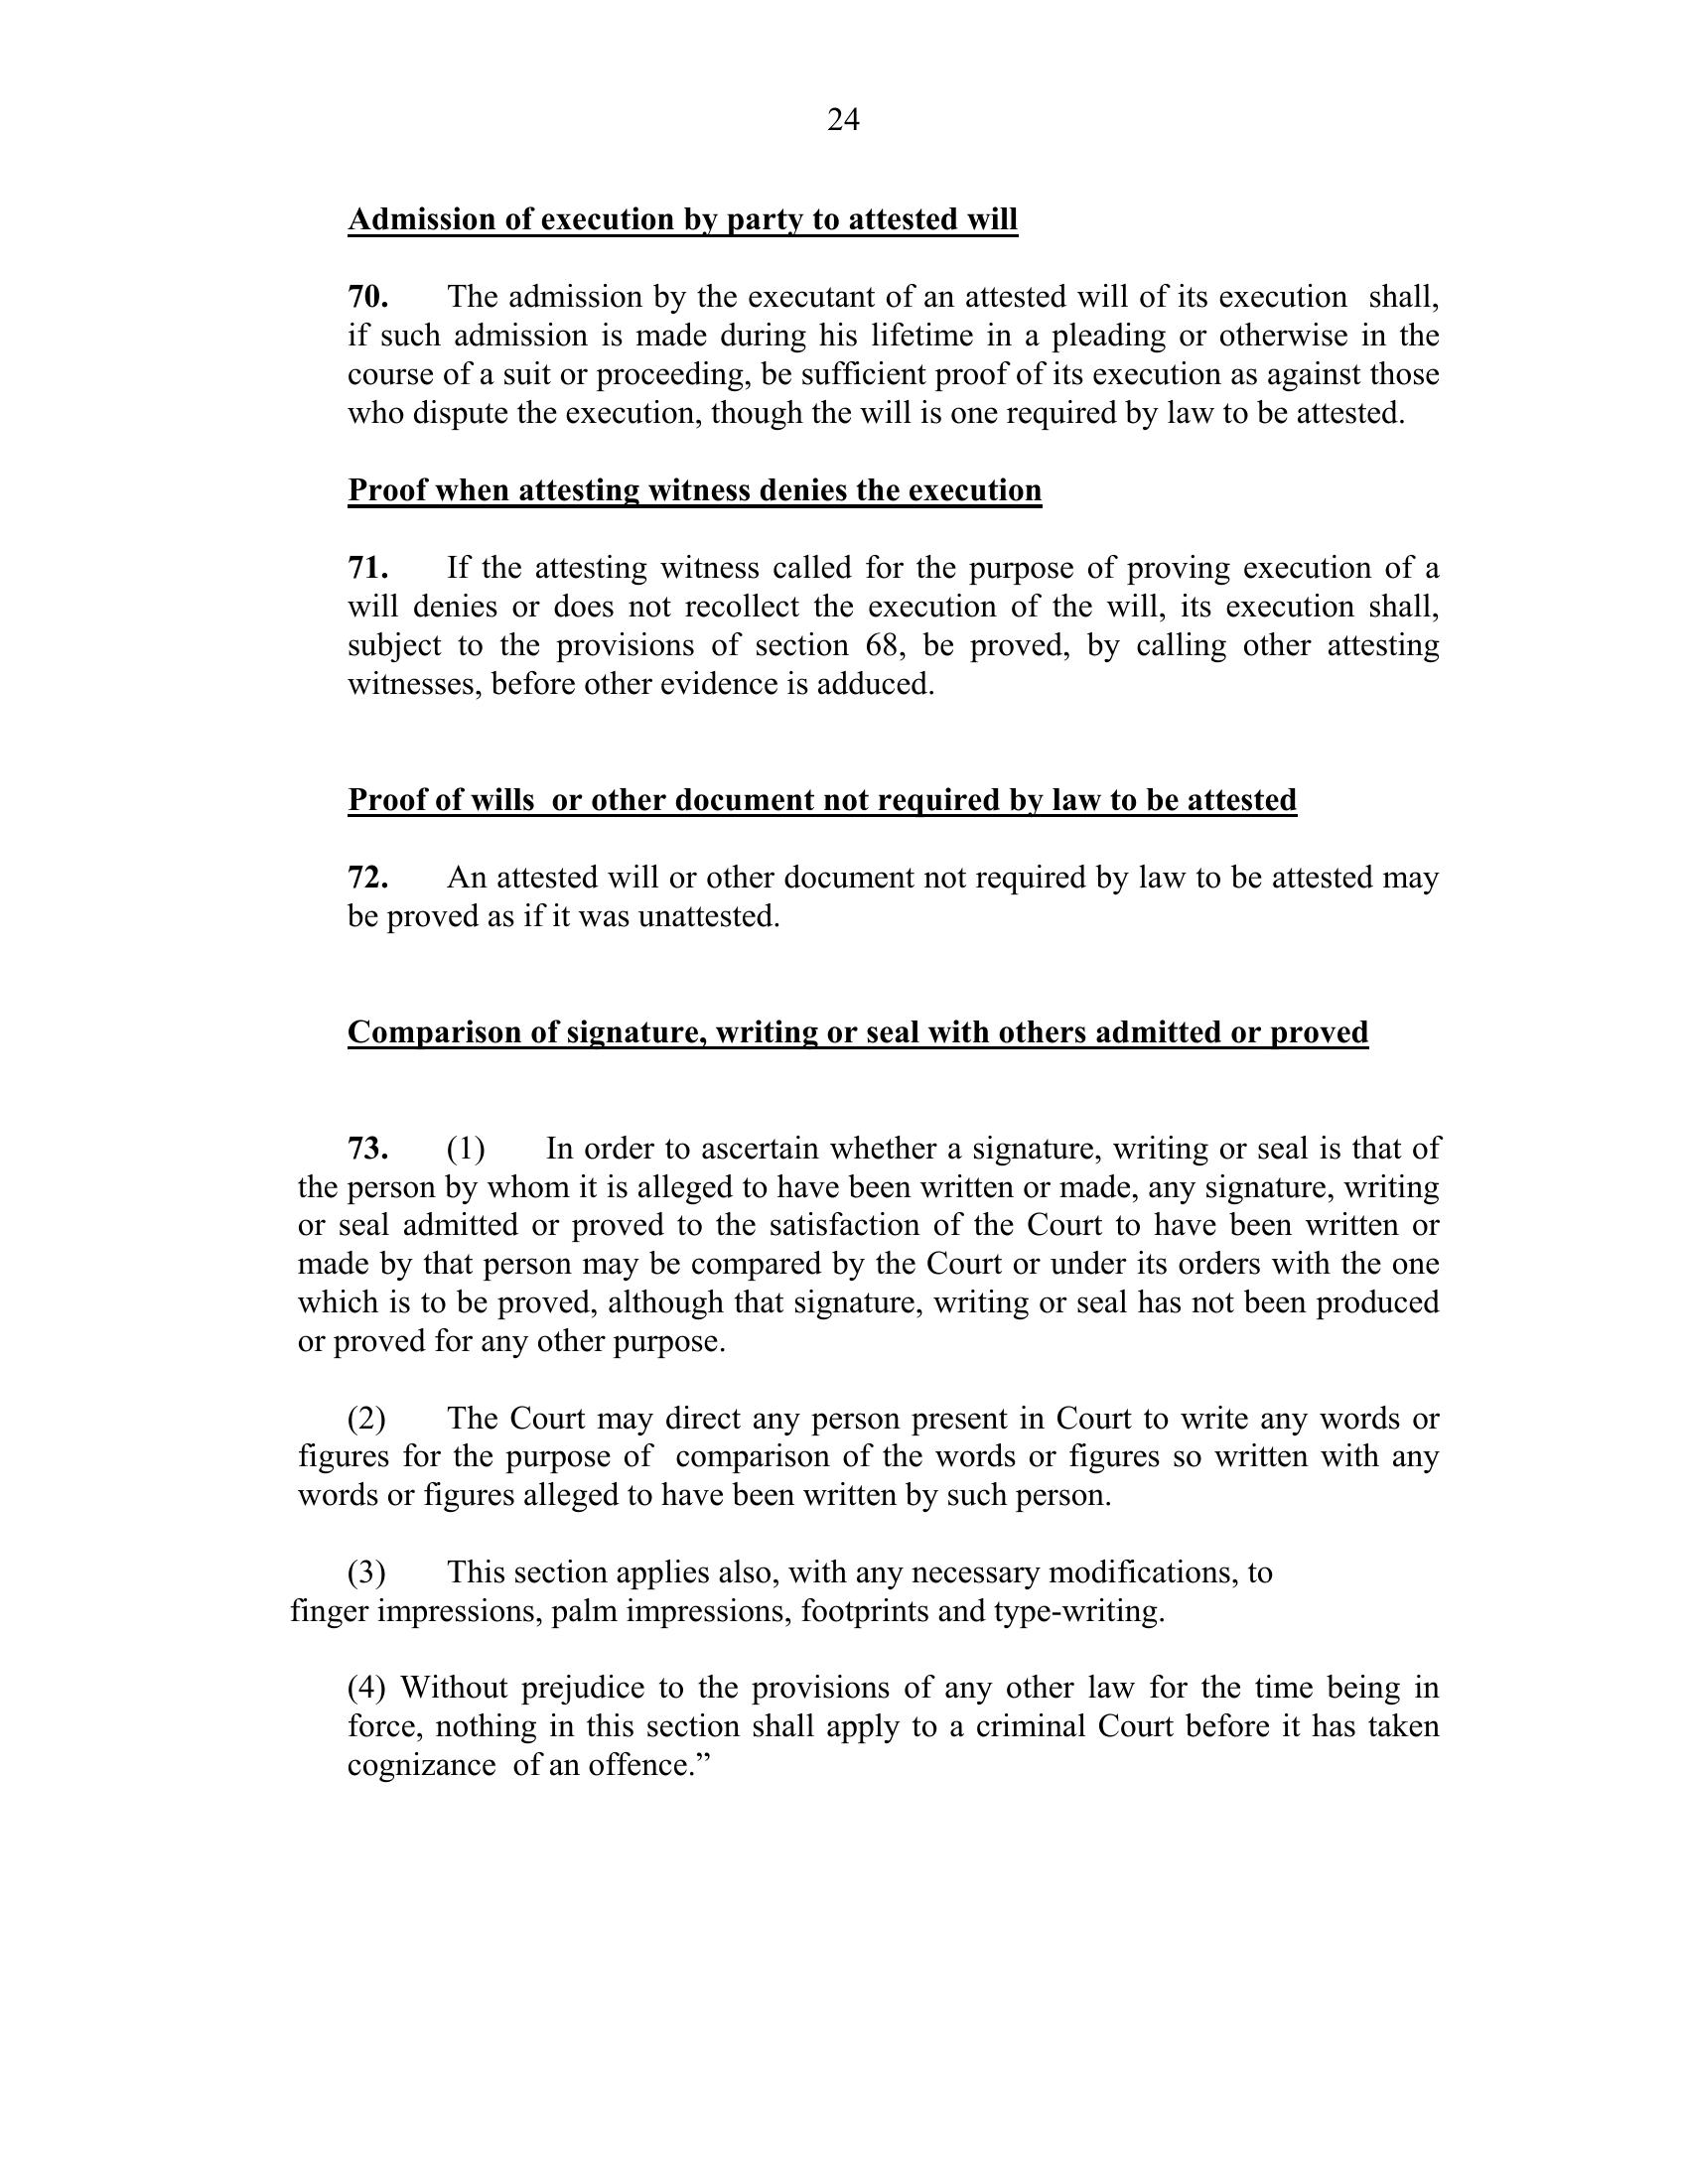 24
Admission of execution by party to attested will
70. The admission by the executant of an attested will of its execution shall,
if such admission is made during his lifetime in a pleading or otherwise in the
course of a suit or proceeding, be sufficient proof of its execution as against those
who dispute the execution, though the will is one required by law to be attested.
Proof when attesting witness denies the execution
71. If the attesting witness called for the purpose of proving execution of a
will denies or does not recollect the execution of the will, its execution shall,
subject to the provisions of section 68, be proved, by calling other attesting
witnesses, before other evidence is adduced.
Proof of wills or other document not required by law to be attested
72. An attested will or other document not required by law to be attested may
be proved as if it was unattested.
Comparison of signature, writing or seal with others admitted or proved
73. (1) In order to ascertain whether a signature, writing or seal is that of
the person by whom it is alleged to have been written or made, any signature, writing
or seal admitted or proved to the satisfaction of the Court to have been written or
made by that person may be compared by the Court or under its orders with the one
which is to be proved, although that signature, writing or seal has not been produced
or proved for any other purpose.
(2) The Court may direct any person present in Court to write any words or
figures for the purpose of comparison of the words or figures so written with any
words or figures alleged to have been written by such person.
(3) This section applies also, with any necessary modifications, to
finger impressions, palm impressions, footprints and type-writing.
(4) Without prejudice to the provisions of any other law for the time being in
force, nothing in this section shall apply to a criminal Court before it has taken
cognizance of an offence.”